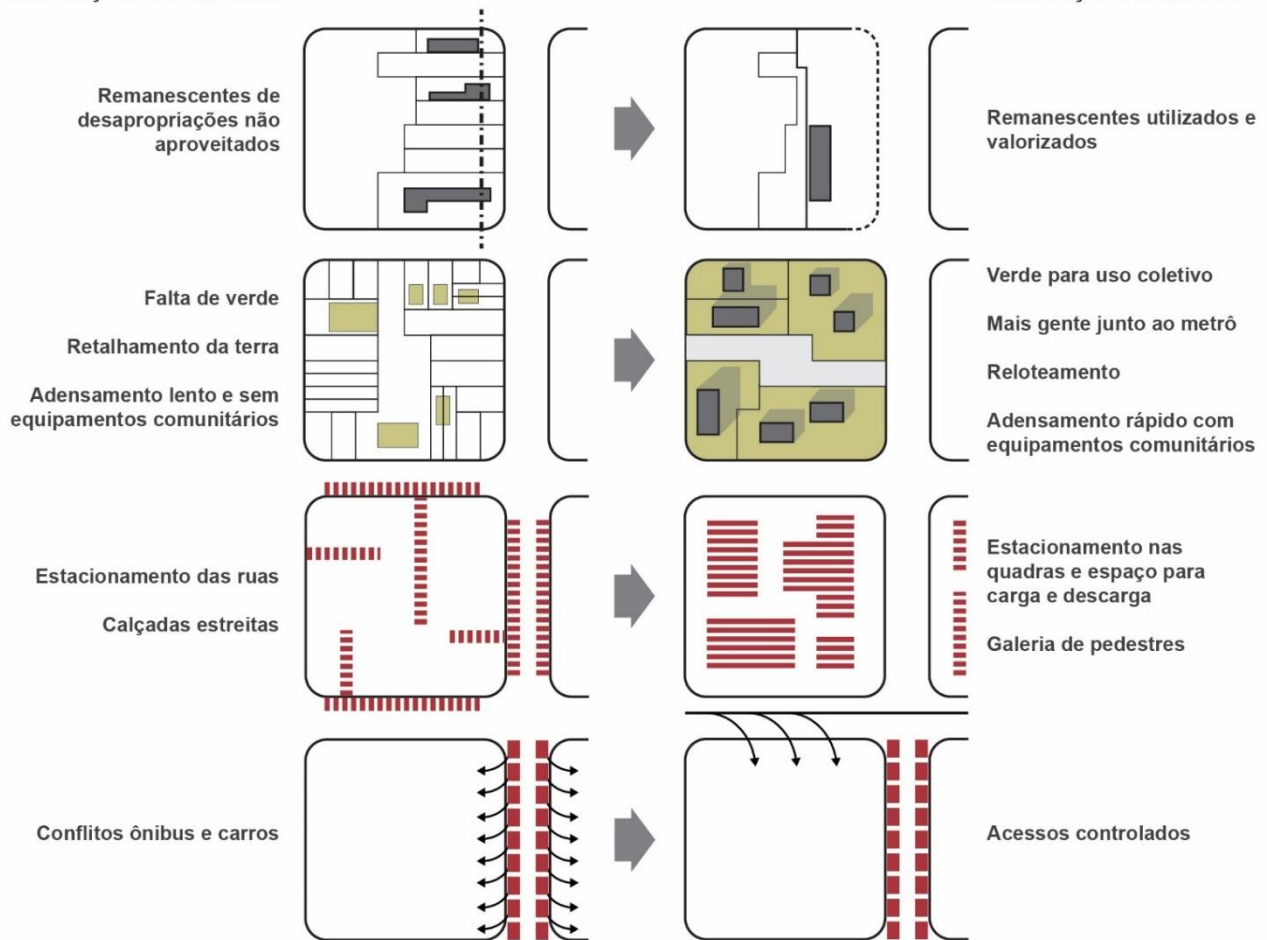 Remanescentes de
desapropriações não
aproveitados
Remanescentes utilizados e
valorizados
Falta de verde
Retalhamento da terra
Adensamento lento e sem
equipamentos comunitários
Verde para uso coletivo
Mais gente junto ao metrô
Reloteamento
Adensamento rápido com
equipamentos comunitários
Estacionamento das ruas
Calçadas estreitas
Estacionamento nas
quadras e espaço para
carga e descarga
Galeria de pedestres
Conflitos ônibus e carros
Acessos controlados